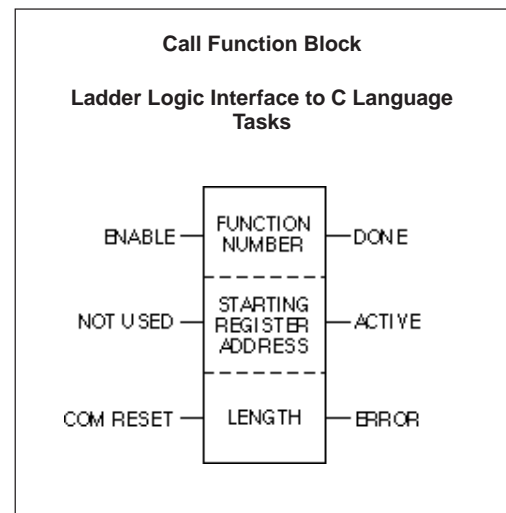 Call Function Block
Ladder Logic Interface to C Language
Tasks
ENABLE
FUNCTION
NUMBER
DONE
NOT USED
STARTING
REGISTER
ADDRESS
ACTIVE
COM RESET
LENGTH
ERROR